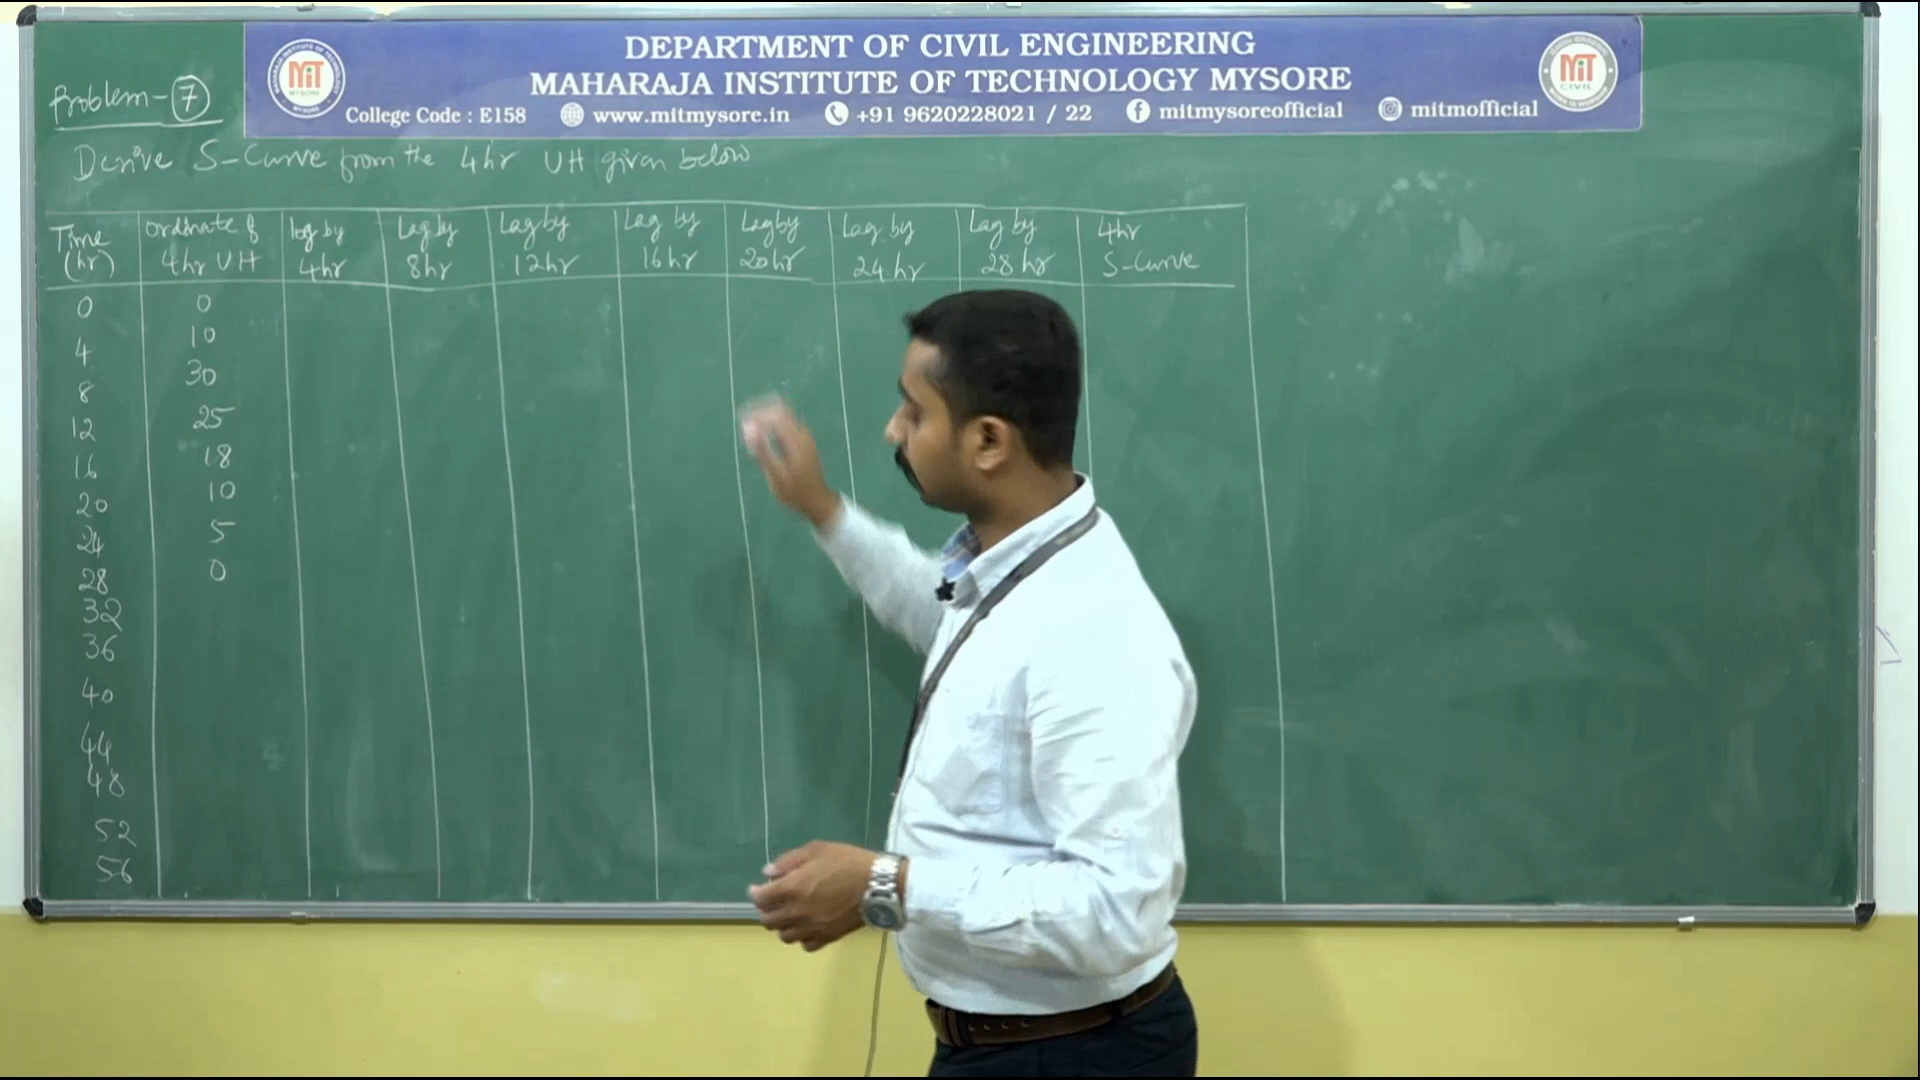 DEPARTMENT OF CIVIL ENGINEERING
MAHARAJA INSTITUTE OF TECHNOLOGY MYSORE
College Code : E158 www.mitmysore.in +91 9620228021 / 22 mitmysoreofficial mitmofficial
MIT
MYSORE
MIT
CIVIL
Problem - 7
Derive S-Curve from the 4hr UH given below
Time (hr) Ordinate of 4hr UH lag by 4hr Lag by 8hr Lag by 12hr Lag by 16hr Lag by 20hr Lag by 24hr Lag by 28hr 4hr S-Curve
0 0
4 10
8 30
12 25
16 18
20 10
24 5
28 0
32
36
40
44
48
52
56